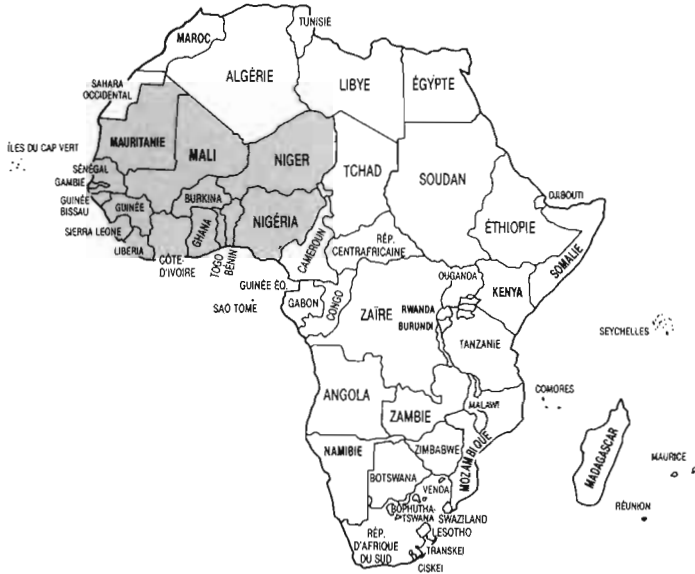 TUNISIE
MAROC
ALGÉRIE
LIBYE
ÉGYPTE
SAHARA
OCCIDENTAL
MAURITANIE
ÎLES DU CAP VERT
MALI
NIGER
TCHAD
SOUDAN
SÉNÉGAL
GAMBIE
GUINÉE
BISSAU
GUINÉE
BURKINA
NIGÉRIA
DJIBOUTI
ÉTHIOPIE
SIERRA LEONE
LIBÉRIA
CÔTE-
D'IVOIRE
GHANA
TOGO
BÉNIN
CAMEROUN
RÉP.
CENTRAFRICAINE
SOMALIE
GUINÉE ÉQ.
SAO TOMÉ
GABON
CONGO
ZAÏRE
OUGANDA
KENYA
RWANDA
BURUNDI
TANZANIE
SEYCHELLES
COMORES
ANGOLA
ZAMBIE
MALAWI
MOZAMBIQUE
NAMIBIE
ZIMBABWE
BOTSWANA
MADAGASCAR
MAURICE
RÉUNION
VENDA
BOPHUTHA-
TSWANA
SWAZILAND
LESOTHO
RÉP.
D'AFRIQUE
DU SUD
TRANSKEI
CISKEI